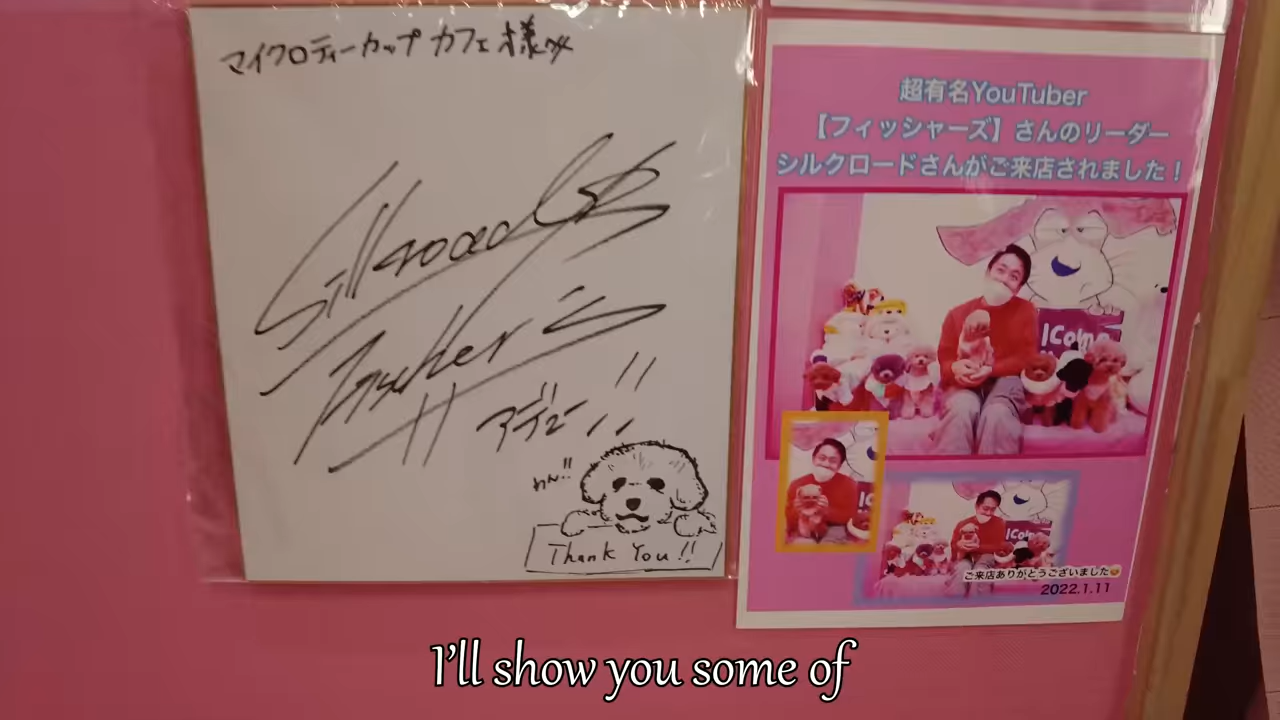 マイクロティーカップ カフェ様
Silkroad
アデュー!!
わん!!
Thank You!!
超有名YouTuber
【フィッシャーズ】さんのリーダー
シルクロードさんがご来店されました！
ICoino
ICoin
ご来店ありがとうございました
2022.1.11
I'll show you some of